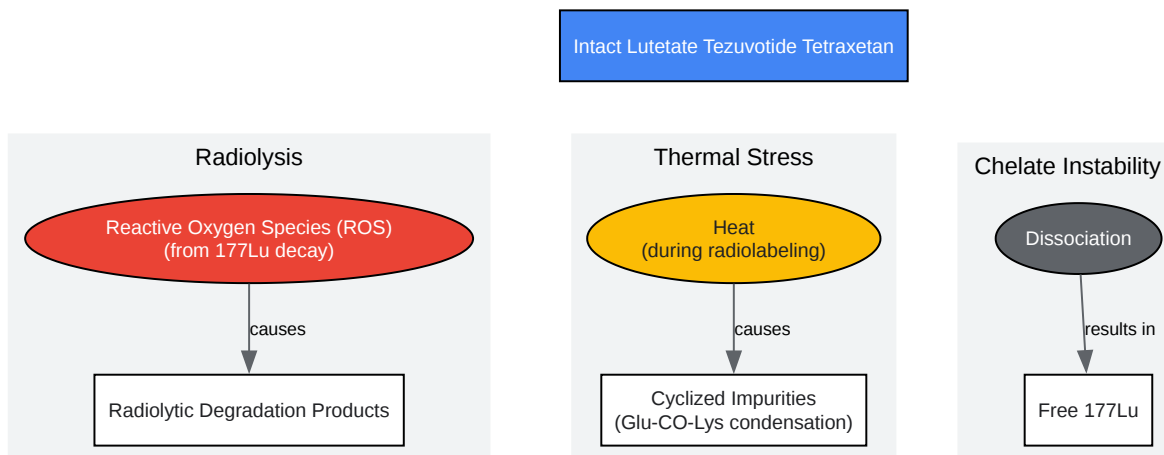 Intact Lutetate Tezuvotide Tetraxetan
Radiolysis
Reactive Oxygen Species (ROS)
(from 177Lu decay)
causes
Radiolytic Degradation Products
Thermal Stress
Heat
(during radiolabeling)
causes
Cyclized Impurities
(Glu-CO-Lys condensation)
Chelate Instability
Dissociation
results in
Free 177Lu